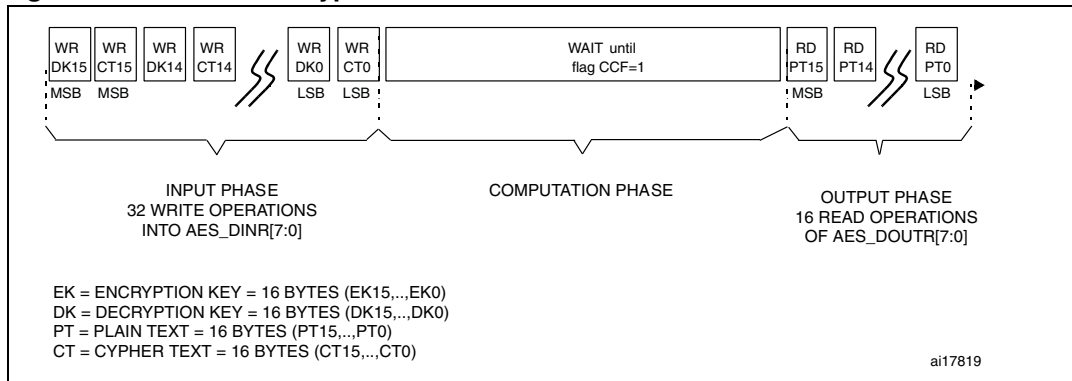 WR WR WR WR WR WR WAIT until RD RD RD
DK15 CT15 DK14 CT14 DK0 CT0 flag CCF=1 PT15 PT14 PT0
MSB MSB LSB LSB MSB LSB
INPUT PHASE
32 WRITE OPERATIONS
INTO AES_DINR[7:0]
COMPUTATION PHASE
OUTPUT PHASE
16 READ OPERATIONS
OF AES_DOUTR[7:0]
EK = ENCRYPTION KEY = 16 BYTES (EK15,..,EK0)
DK = DECRYPTION KEY = 16 BYTES (DK15,..,DK0)
PT = PLAIN TEXT = 16 BYTES (PT15,..,PT0)
CT = CYPHER TEXT = 16 BYTES (CT15,..,CT0)
ai17819